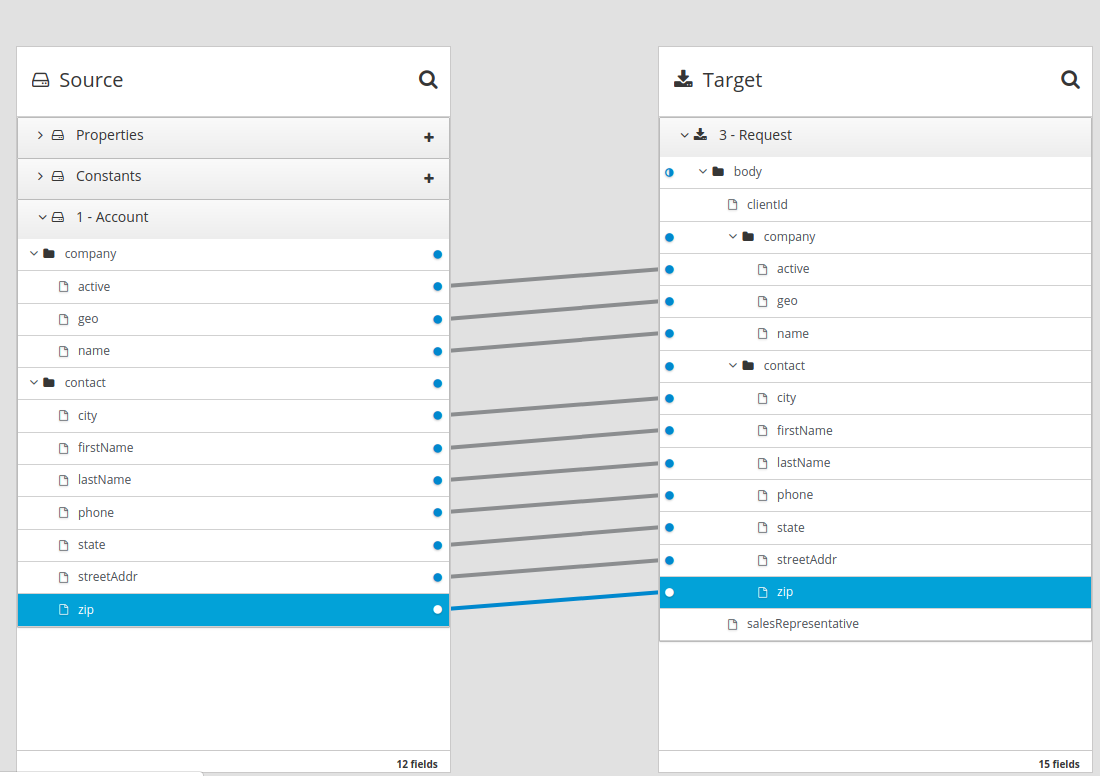 Source
Properties
Constants
1 - Account
company
active
geo
name
contact
city
firstName
lastName
phone
state
streetAddr
zip
12 fields
Target
3 - Request
body
clientId
company
active
geo
name
contact
city
firstName
lastName
phone
state
streetAddr
zip
salesRepresentative
15 fields